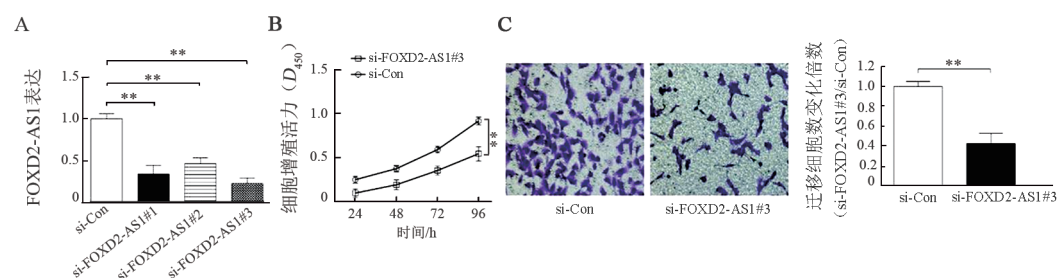 A
FOXD2-AS1表达
1.5
1.0
0.5
0.0
**
**
**
si-Con
si-FOXD2-AS1#1
si-FOXD2-AS1#2
si-FOXD2-AS1#3
B
细胞增殖活力（D450）
si-FOXD2-AS1#3
si-Con
1.5
1.0
0.5
0
**
24 48 72 96
时间/h
C
si-Con
si-FOXD2-AS1#3
迁移细胞数变化倍数
（si-FOXD2-AS1#3/si-Con）
1.2
1.0
0.8
0.6
0.4
0.2
0
**
si-Con
si-FOXD2-AS1#3